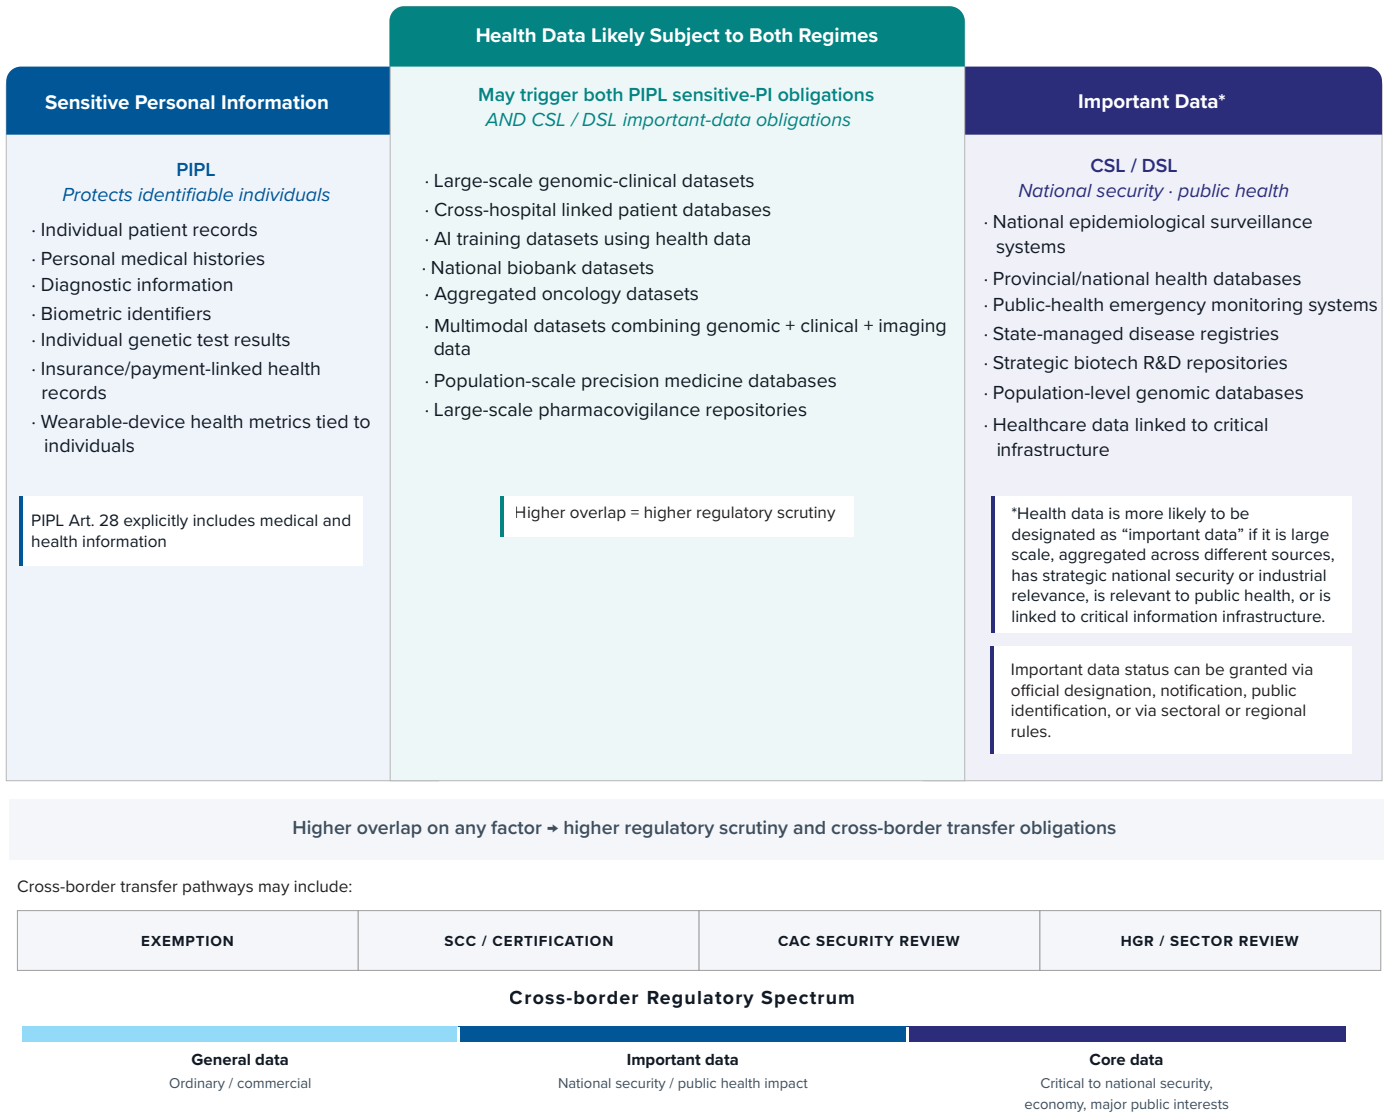 Health Data Likely Subject to Both Regimes
Sensitive Personal Information
PIPL
Protects identifiable individuals
· Individual patient records
· Personal medical histories
· Diagnostic information
· Biometric identifiers
· Individual genetic test results
· Insurance/payment-linked health
records
· Wearable-device health metrics tied to
individuals
PIPL Art. 28 explicitly includes medical and
health information
May trigger both PIPL sensitive-PI obligations
AND CSL / DSL important-data obligations
· Large-scale genomic-clinical datasets
· Cross-hospital linked patient databases
· AI training datasets using health data
· National biobank datasets
· Aggregated oncology datasets
· Multimodal datasets combining genomic + clinical + imaging
data
· Population-scale precision medicine databases
· Large-scale pharmacovigilance repositories
Higher overlap = higher regulatory scrutiny
Important Data*
CSL / DSL
National security · public health
· National epidemiological surveillance
systems
· Provincial/national health databases
· Public-health emergency monitoring systems
· State-managed disease registries
· Strategic biotech R&D repositories
· Population-level genomic databases
· Healthcare data linked to critical
infrastructure
*Health data is more likely to be
designated as “important data” if it is large
scale, aggregated across different sources,
has strategic national security or industrial
relevance, is relevant to public health, or is
linked to critical information infrastructure.
Important data status can be granted via
official designation, notification, public
identification, or via sectoral or regional
rules.
Higher overlap on any factor → higher regulatory scrutiny and cross-border transfer obligations
Cross-border transfer pathways may include:
EXEMPTION
SCC / CERTIFICATION
CAC SECURITY REVIEW
HGR / SECTOR REVIEW
Cross-border Regulatory Spectrum
General data
Ordinary / commercial
Important data
National security / public health impact
Core data
Critical to national security,
economy, major public interests